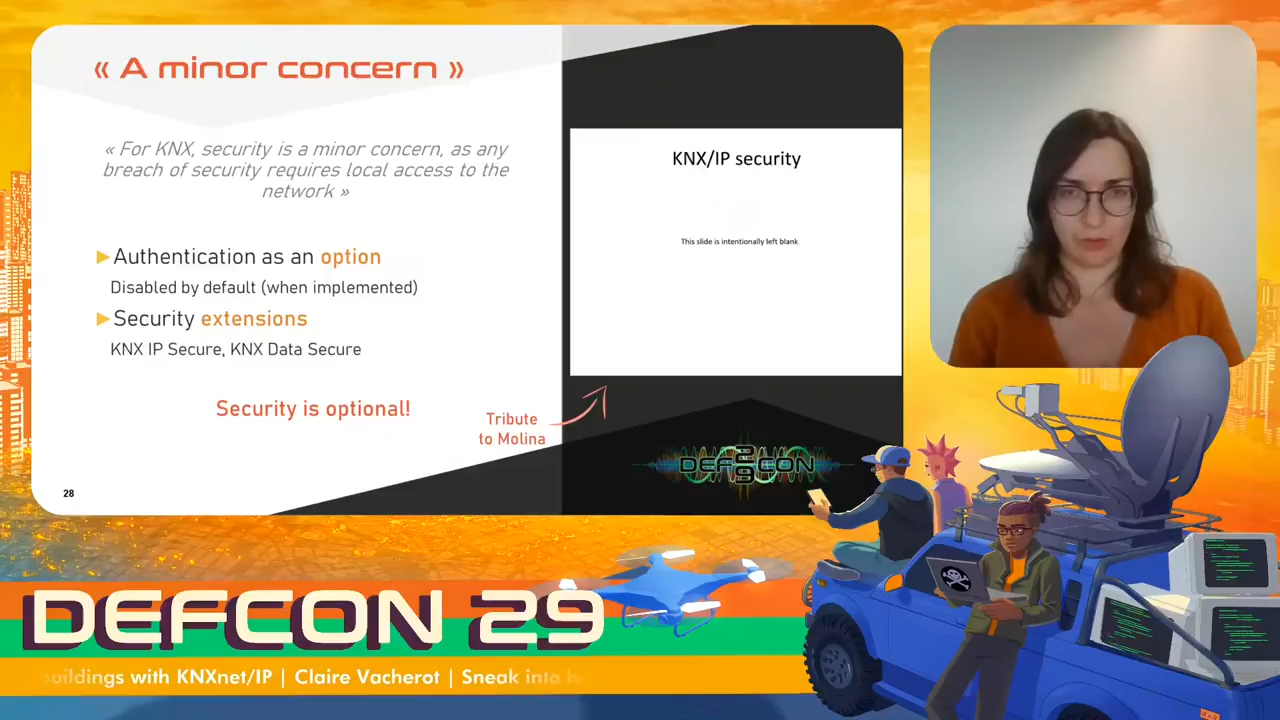 « A minor concern »
« For KNX, security is a minor concern, as any
breach of security requires local access to the
network »
►Authentication as an option
Disabled by default (when implemented)
►Security extensions
KNX IP Secure, KNX Data Secure
Security is optional!
Tribute
to Molina
28
KNX/IP security
This slide is intentionally left blank.
DEFCON
29
DEFCON 29
buildings with KNXnet/IP | Claire Vacherot | Sneak into